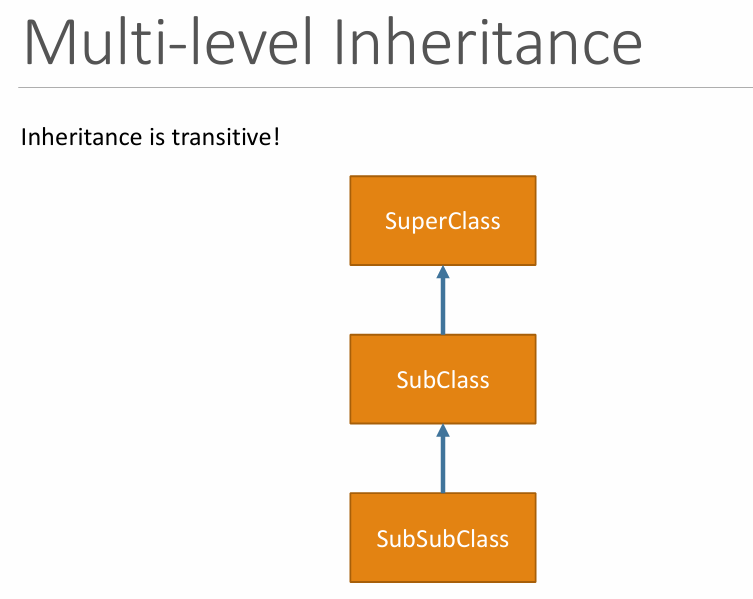 Multi-level Inheritance
Inheritance is transitive!
SuperClass
SubClass
SubSubClass